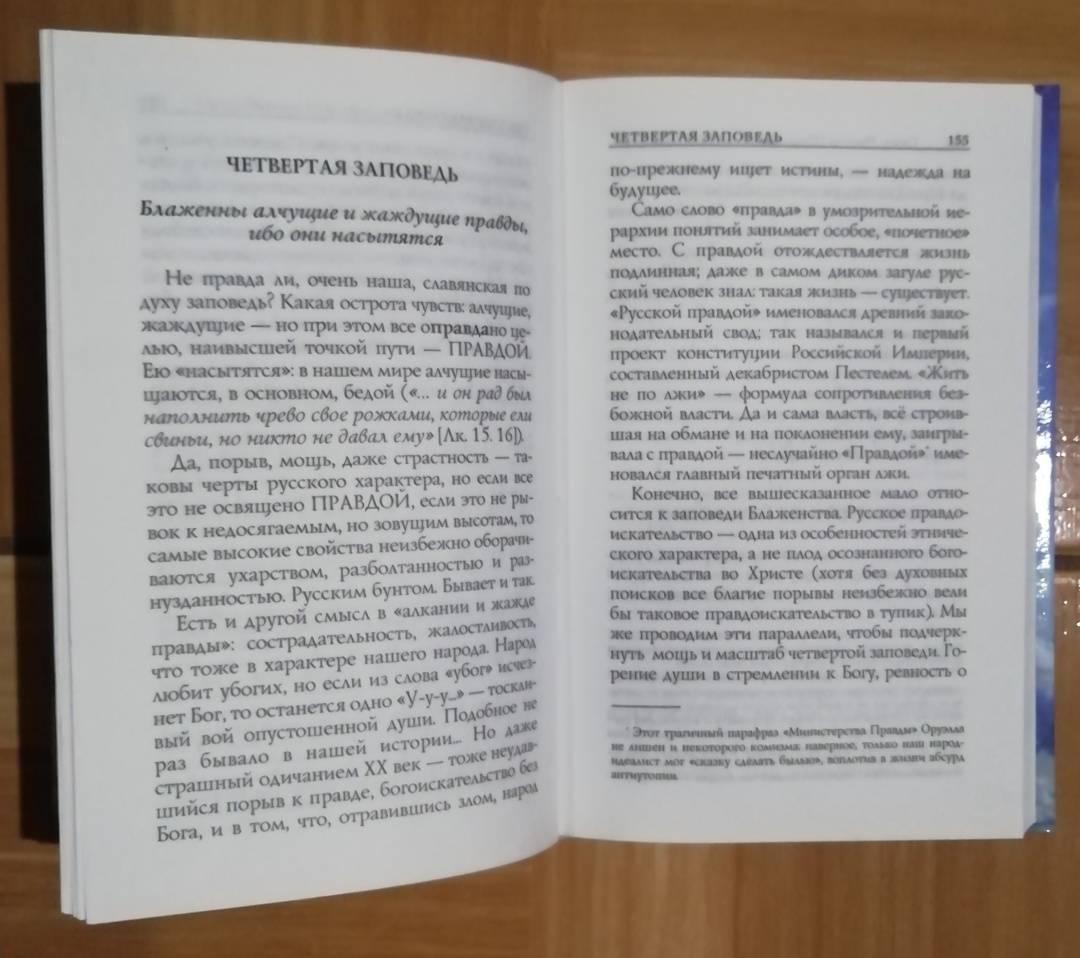 ЧЕТВЕРТАЯ ЗАПОВЕДЬ
Блаженны алчущие и жаждущие правды,
ибо они насытятся
Не правда ли, очень наша, славянская по
духу заповедь? Какая острота чувств: алчущие,
жаждущие — но при этом все оправдано це-
лью, наивысшей точкой пути — ПРАВДОЙ.
Ею «насытятся»: в нашем мире алчущие насы-
щаются, в основном, бедой («... и он рад был
наполнить чрево свое рожками, которые ели
свиньи, но никто не давал ему» [Лк. 15. 16]).
Да, порыв, мощь, даже страстность — та-
ковы черты русского характера, но если все
это не освящено ПРАВДОЙ, если это не ры-
вок к недосягаемым, но зовущим высотам, то
самые высокие свойства неизбежно оборачи-
ваются ухарством, разболтанностью и раз-
нузданностью. Русским бунтом. Бывает и так.
Есть и другой смысл в «алкании и жажде
правды»: сострадательность, жалостливость,
что тоже в характере нашего народа. Народ
любит убогих, но если из слова «убог» исчез-
нет Бог, то останется одно «У-у-у...» — тоскли-
вый вой опустошенной души. Подобное не
раз бывало в нашей истории... Но даже
страшный одичанием XX век — тоже неудав-
шийся порыв к правде, богоискательство без
Бога, и в том, что, отравившись злом, народ
ЧЕТВЕРТАЯ ЗАПОВЕДЬ 155
по-прежнему ищет истины, — надежда на
будущее.
Само слово «правда» в умозрительной ие-
рархии понятий занимает особое, «почетное»
место. С правдой отождествляется жизнь
подлинная; даже в самом диком загуле рус-
ский человек знал: такая жизнь — существует.
«Русской правдой» именовался древний зако-
нодательный свод; так назывался и первый
проект конституции Российской Империи,
составленный декабристом Пестелем. «Жить
не по лжи» — формула сопротивления без-
божной власти. Да и сама власть, всё строив-
шая на обмане и на поклонении ему, заигры-
вала с правдой — неслучайно «Правдой»* име-
новался главный печатный орган лжи.
Конечно, все вышесказанное мало отно-
сится к заповеди Блаженства. Русское правдо-
искательство — одна из особенностей этниче-
ского характера, а не плод осознанного бого-
искательства во Христе (хотя без духовных
поисков все благие порывы неизбежно вели
бы таковое правдоискательство в тупик). Мы
же проводим эти параллели, чтобы подчерк-
нуть мощь и масштаб четвертой заповеди. Го-
рение души в стремлении к Богу, ревность о
* Этот трагичный парафраз «Министерства Правды» Оруэлла
не лишен и некоторого комизма: наверное, только наш народ-
идеалист мог «сказку сделать былью», воплотив в жизни абсурд
антиутопии.